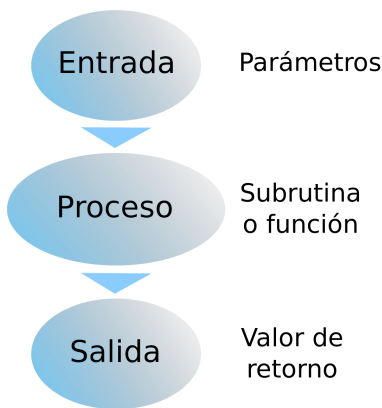 Entrada
Parámetros
Proceso
Subrutina
o función
Salida
Valor de
retorno